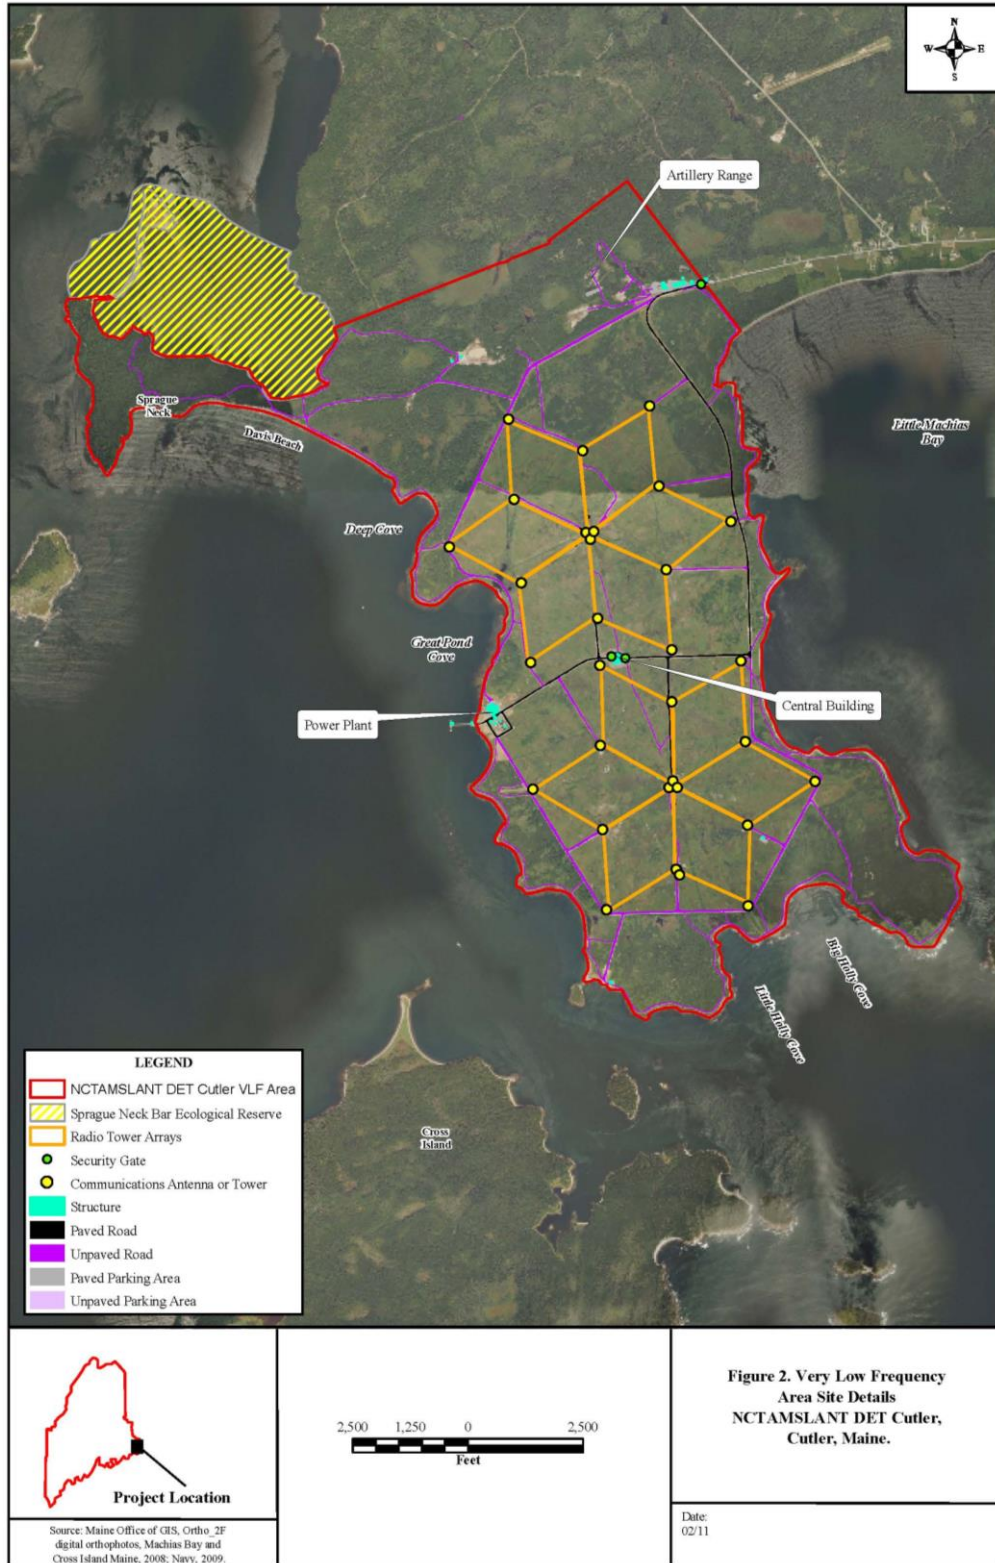 N
W E
S
Artillery Range
Sprague
Neck
Davis Beach
Little Machias
Bay
Deep Cove
Great Pond
Cove
Power Plant
Central Building
Big Holly Cove
Little Holly Cove
Cross
Island
LEGEND
NCTAMSLANT DET Cutler VLF Area
Sprague Neck Bar Ecological Reserve
Radio Tower Arrays
Security Gate
Communications Antenna or Tower
Structure
Paved Road
Unpaved Road
Paved Parking Area
Unpaved Parking Area
Project Location
Source: Maine Office of GIS, Ortho_2F
digital orthophotos, Machias Bay and
Cross Island Maine, 2008; Navy, 2009.
2,500 1,250 0 2,500
Feet
Figure 2. Very Low Frequency
Area Site Details
NCTAMSLANT DET Cutler,
Cutler, Maine.
Date:
02/11